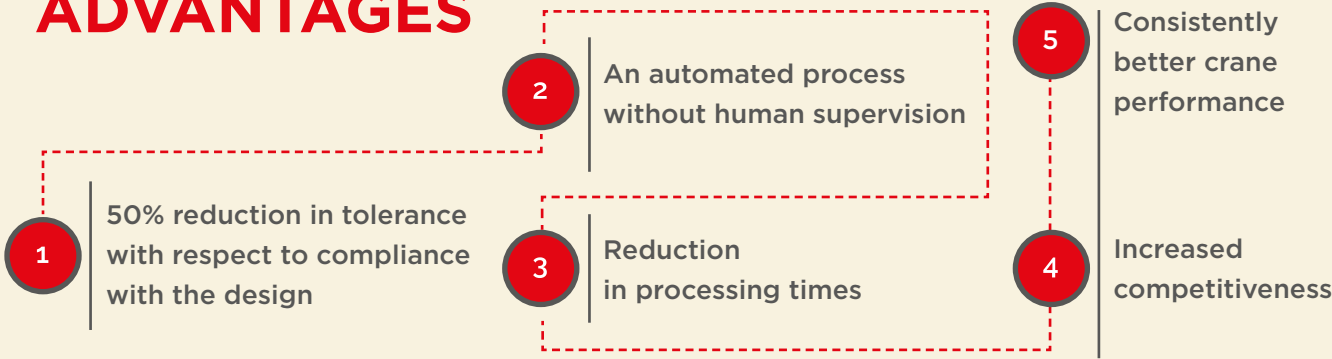 ADVANTAGES
1
50% reduction in tolerance
with respect to compliance
with the design
2
An automated process
without human supervision
3
Reduction
in processing times
4
Increased
competitiveness
5
Consistently
better crane
performance